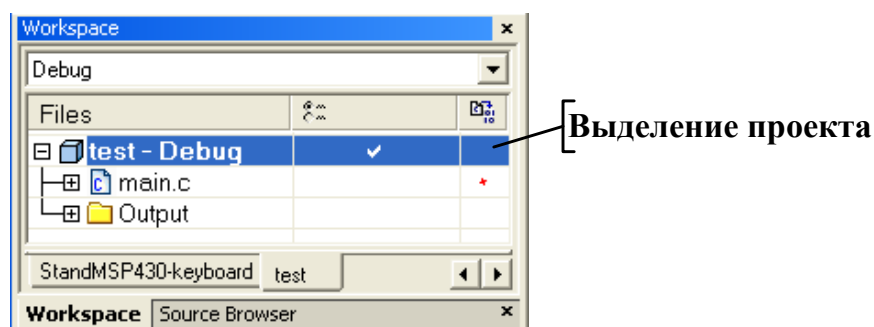 Workspace
Debug
Files
test - Debug
main.c
Output
StandMSP430-keyboard test
Workspace Source Browser
Выделение проекта